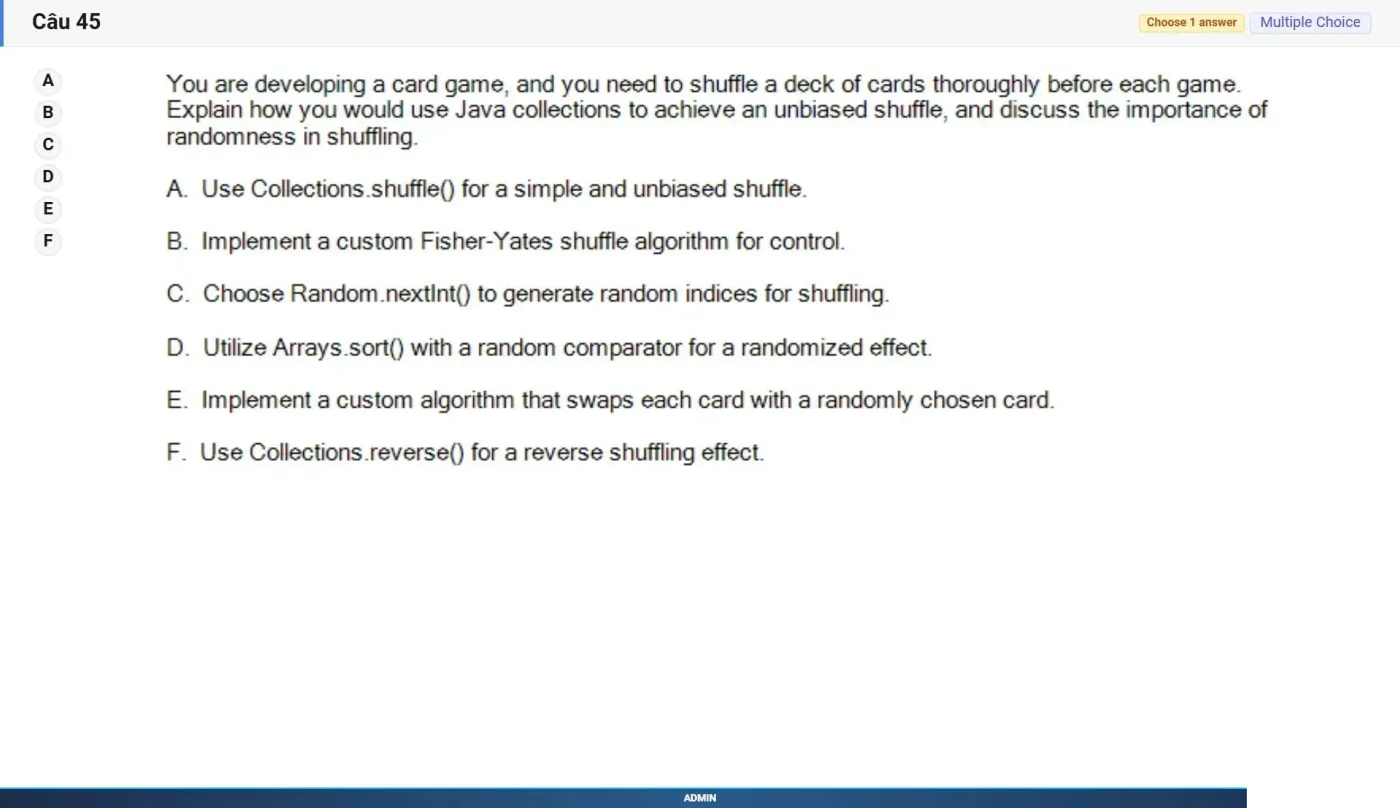 Câu 45
Choose 1 answer
Multiple Choice
A
B
C
D
E
F
You are developing a card game, and you need to shuffle a deck of cards thoroughly before each game.
Explain how you would use Java collections to achieve an unbiased shuffle, and discuss the importance of
randomness in shuffling.
A. Use Collections.shuffle() for a simple and unbiased shuffle.
B. Implement a custom Fisher-Yates shuffle algorithm for control.
C. Choose Random.nextInt() to generate random indices for shuffling.
D. Utilize Arrays.sort() with a random comparator for a randomized effect.
E. Implement a custom algorithm that swaps each card with a randomly chosen card.
F. Use Collections.reverse() for a reverse shuffling effect.
ADMIN